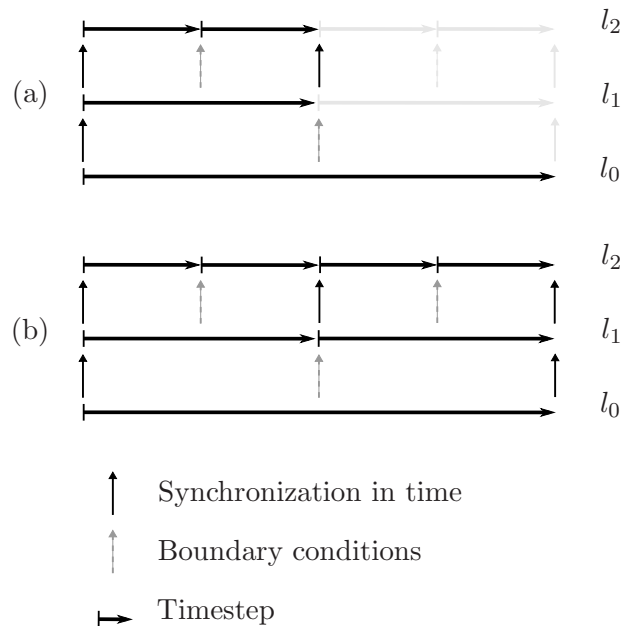 l₂
(a) l₁
l₀
l₂
(b) l₁
l₀
Synchronization in time
Boundary conditions
Timestep